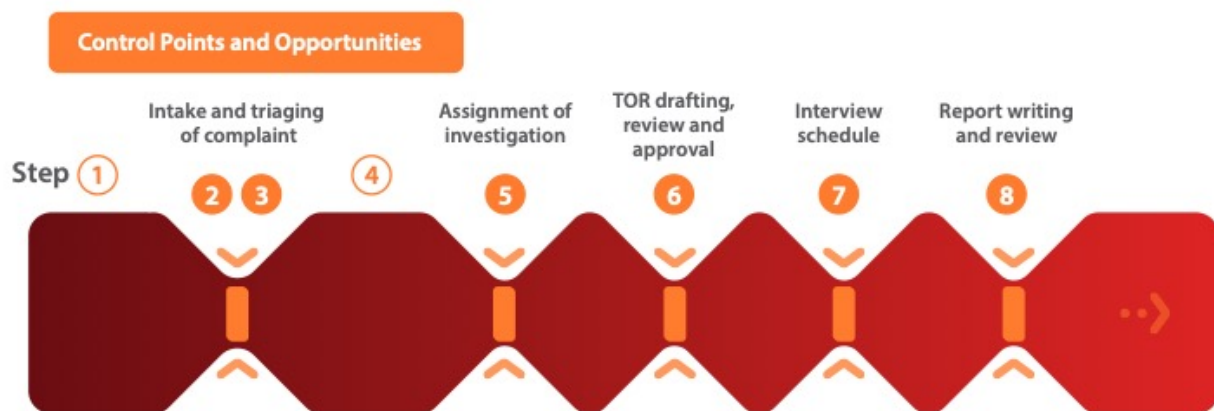 Control Points and Opportunities
Intake and triaging
of complaint
Assignment of
investigation
TOR drafting,
review and
approval
Interview
schedule
Report writing
and review
Step 1
2 3
4
5
6
7
8